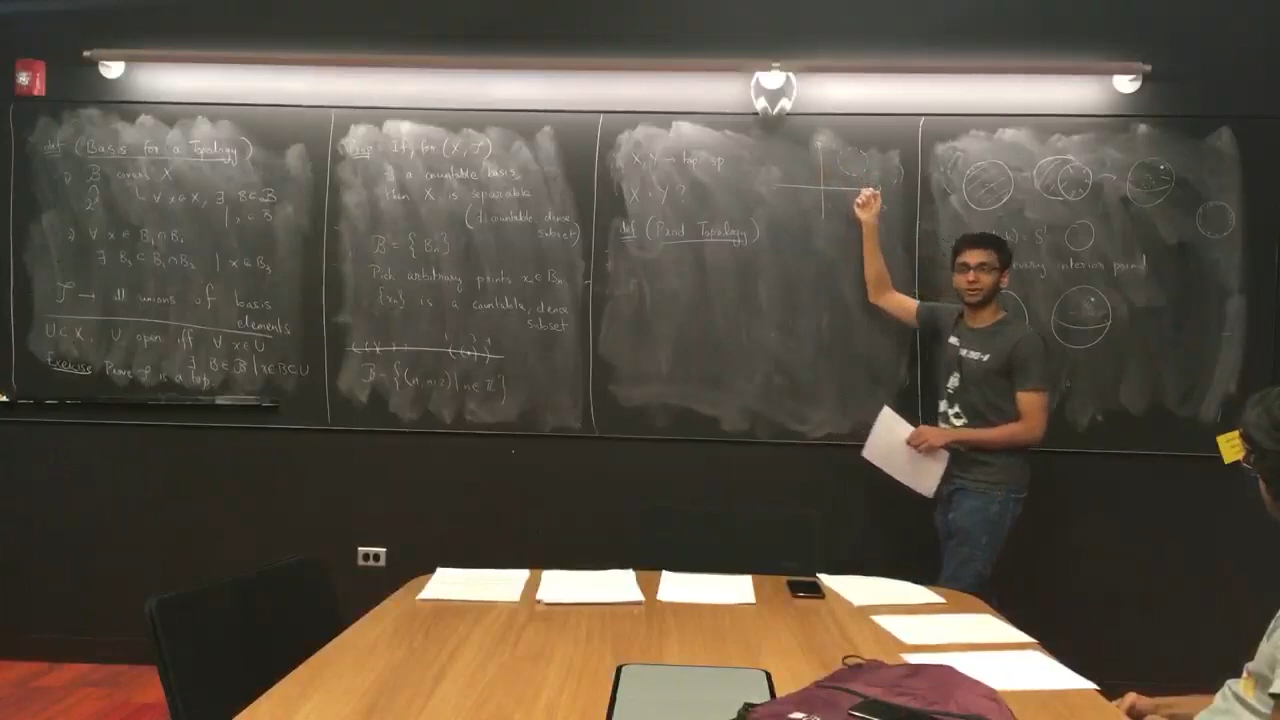 def (Basis for a Topology)
1) B covers X
∀ x ∈ X, ∃ B ∈ B
2) ∀ x ∈ B₁ ∩ B₂
∃ B₃ ⊂ B₁ ∩ B₂ | x ∈ B₃
T → all unions of basis
elements
U ⊂ X, U open iff ∀ x ∈ U
∃ B ∈ B | x ∈ B ⊂ U
Exercise Prove T is a top.
Prop: If, for (X, T)
∃ a countable basis,
then X is separable
(∃ countable, dense
subset)
B = { Bₙ }
Pick arbitrary points xₙ ∈ Bₙ
{xₙ} is a countable, dense
subset
B = {(n, n+2) | n ∈ Z}
X, Y → top sp
X × Y ?
def (Prod Topology)
= S¹
every interior point